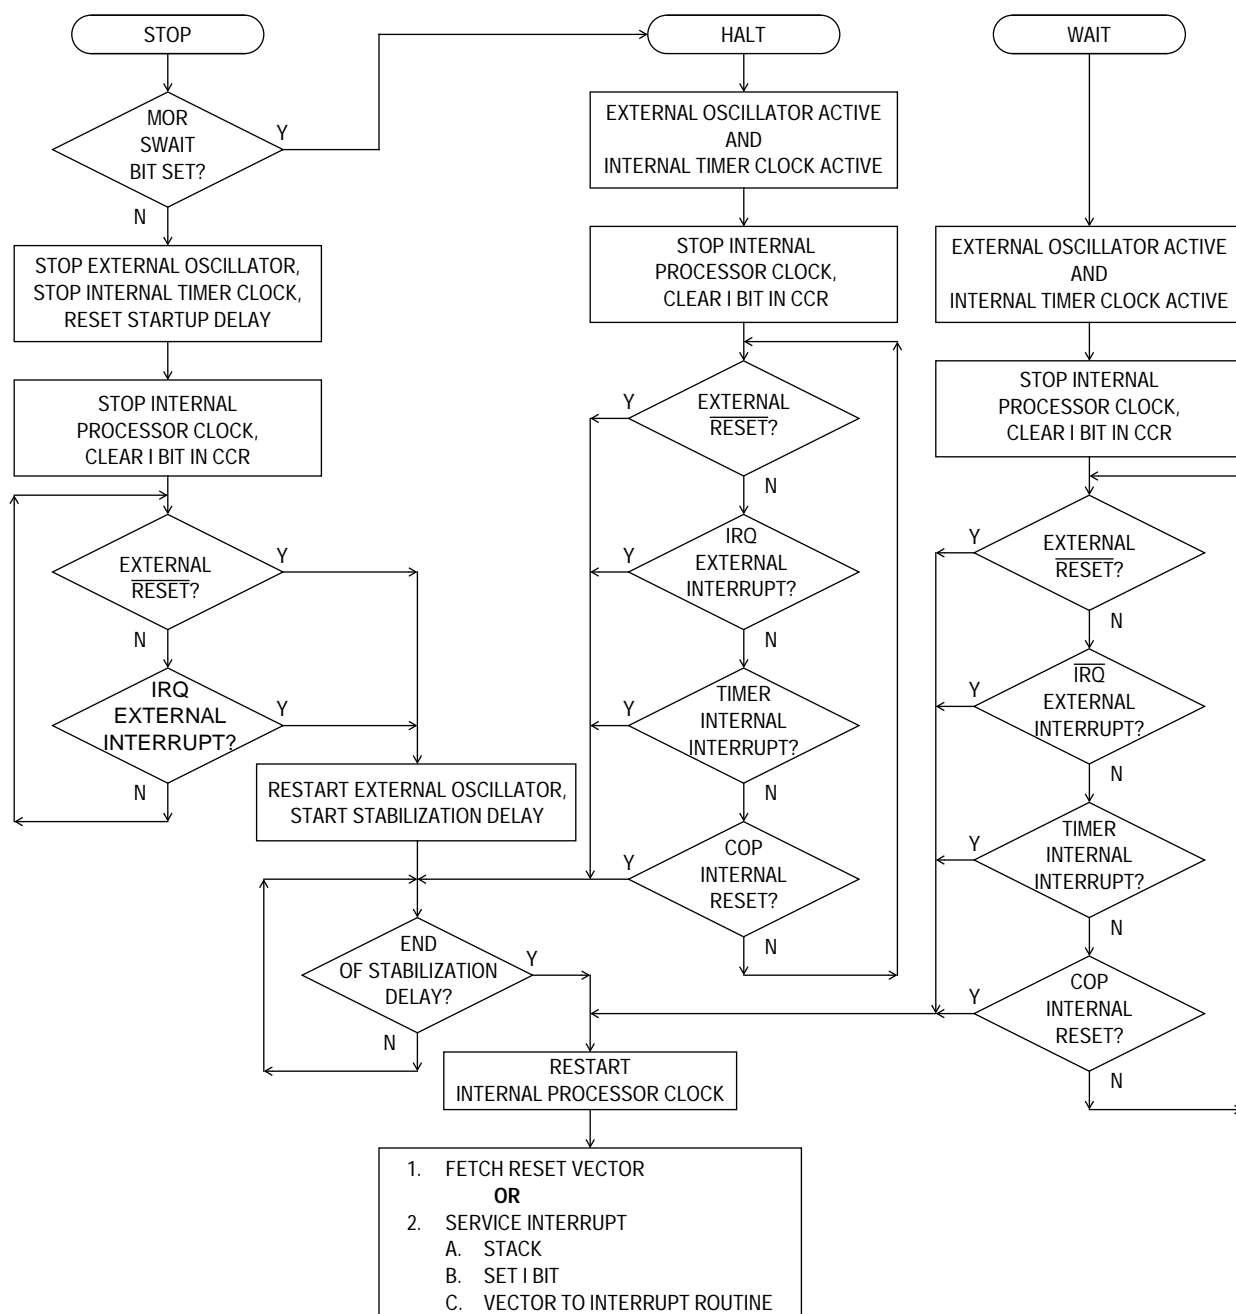 STOP
MOR
SWAIT
BIT SET?
Y
N
STOP EXTERNAL OSCILLATOR,
STOP INTERNAL TIMER CLOCK,
RESET STARTUP DELAY
STOP INTERNAL
PROCESSOR CLOCK,
CLEAR I BIT IN CCR
EXTERNAL
RESET?
Y
N
IRQ
EXTERNAL
INTERRUPT?
Y
N
RESTART EXTERNAL OSCILLATOR,
START STABILIZATION DELAY
END
OF STABILIZATION
DELAY?
Y
N
HALT
EXTERNAL OSCILLATOR ACTIVE
AND
INTERNAL TIMER CLOCK ACTIVE
STOP INTERNAL
PROCESSOR CLOCK,
CLEAR I BIT IN CCR
EXTERNAL
RESET?
Y
N
IRQ
EXTERNAL
INTERRUPT?
Y
N
TIMER
INTERNAL
INTERRUPT?
Y
N
COP
INTERNAL
RESET?
Y
N
WAIT
EXTERNAL OSCILLATOR ACTIVE
AND
INTERNAL TIMER CLOCK ACTIVE
STOP INTERNAL
PROCESSOR CLOCK,
CLEAR I BIT IN CCR
EXTERNAL
RESET?
Y
N
IRQ
EXTERNAL
INTERRUPT?
Y
N
TIMER
INTERNAL
INTERRUPT?
Y
N
COP
INTERNAL
RESET?
Y
N
RESTART
INTERNAL PROCESSOR CLOCK
1. FETCH RESET VECTOR
OR
2. SERVICE INTERRUPT
A. STACK
B. SET I BIT
C. VECTOR TO INTERRUPT ROUTINE